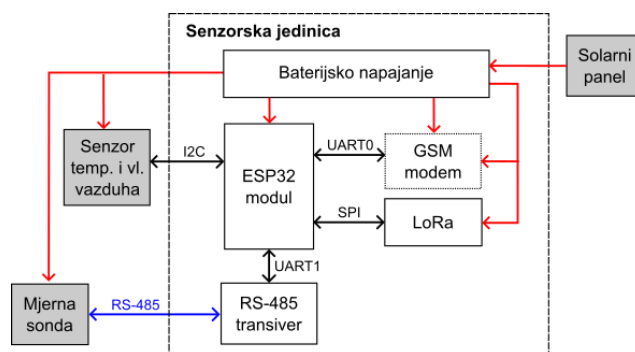 Senzorska jedinica
Baterijsko napajanje
Solarni
panel
Senzor
temp. i vl.
vazduha
I2C
ESP32
modul
UART0
GSM
modem
SPI
LoRa
UART1
Mjerna
sonda
RS-485
RS-485
transiver